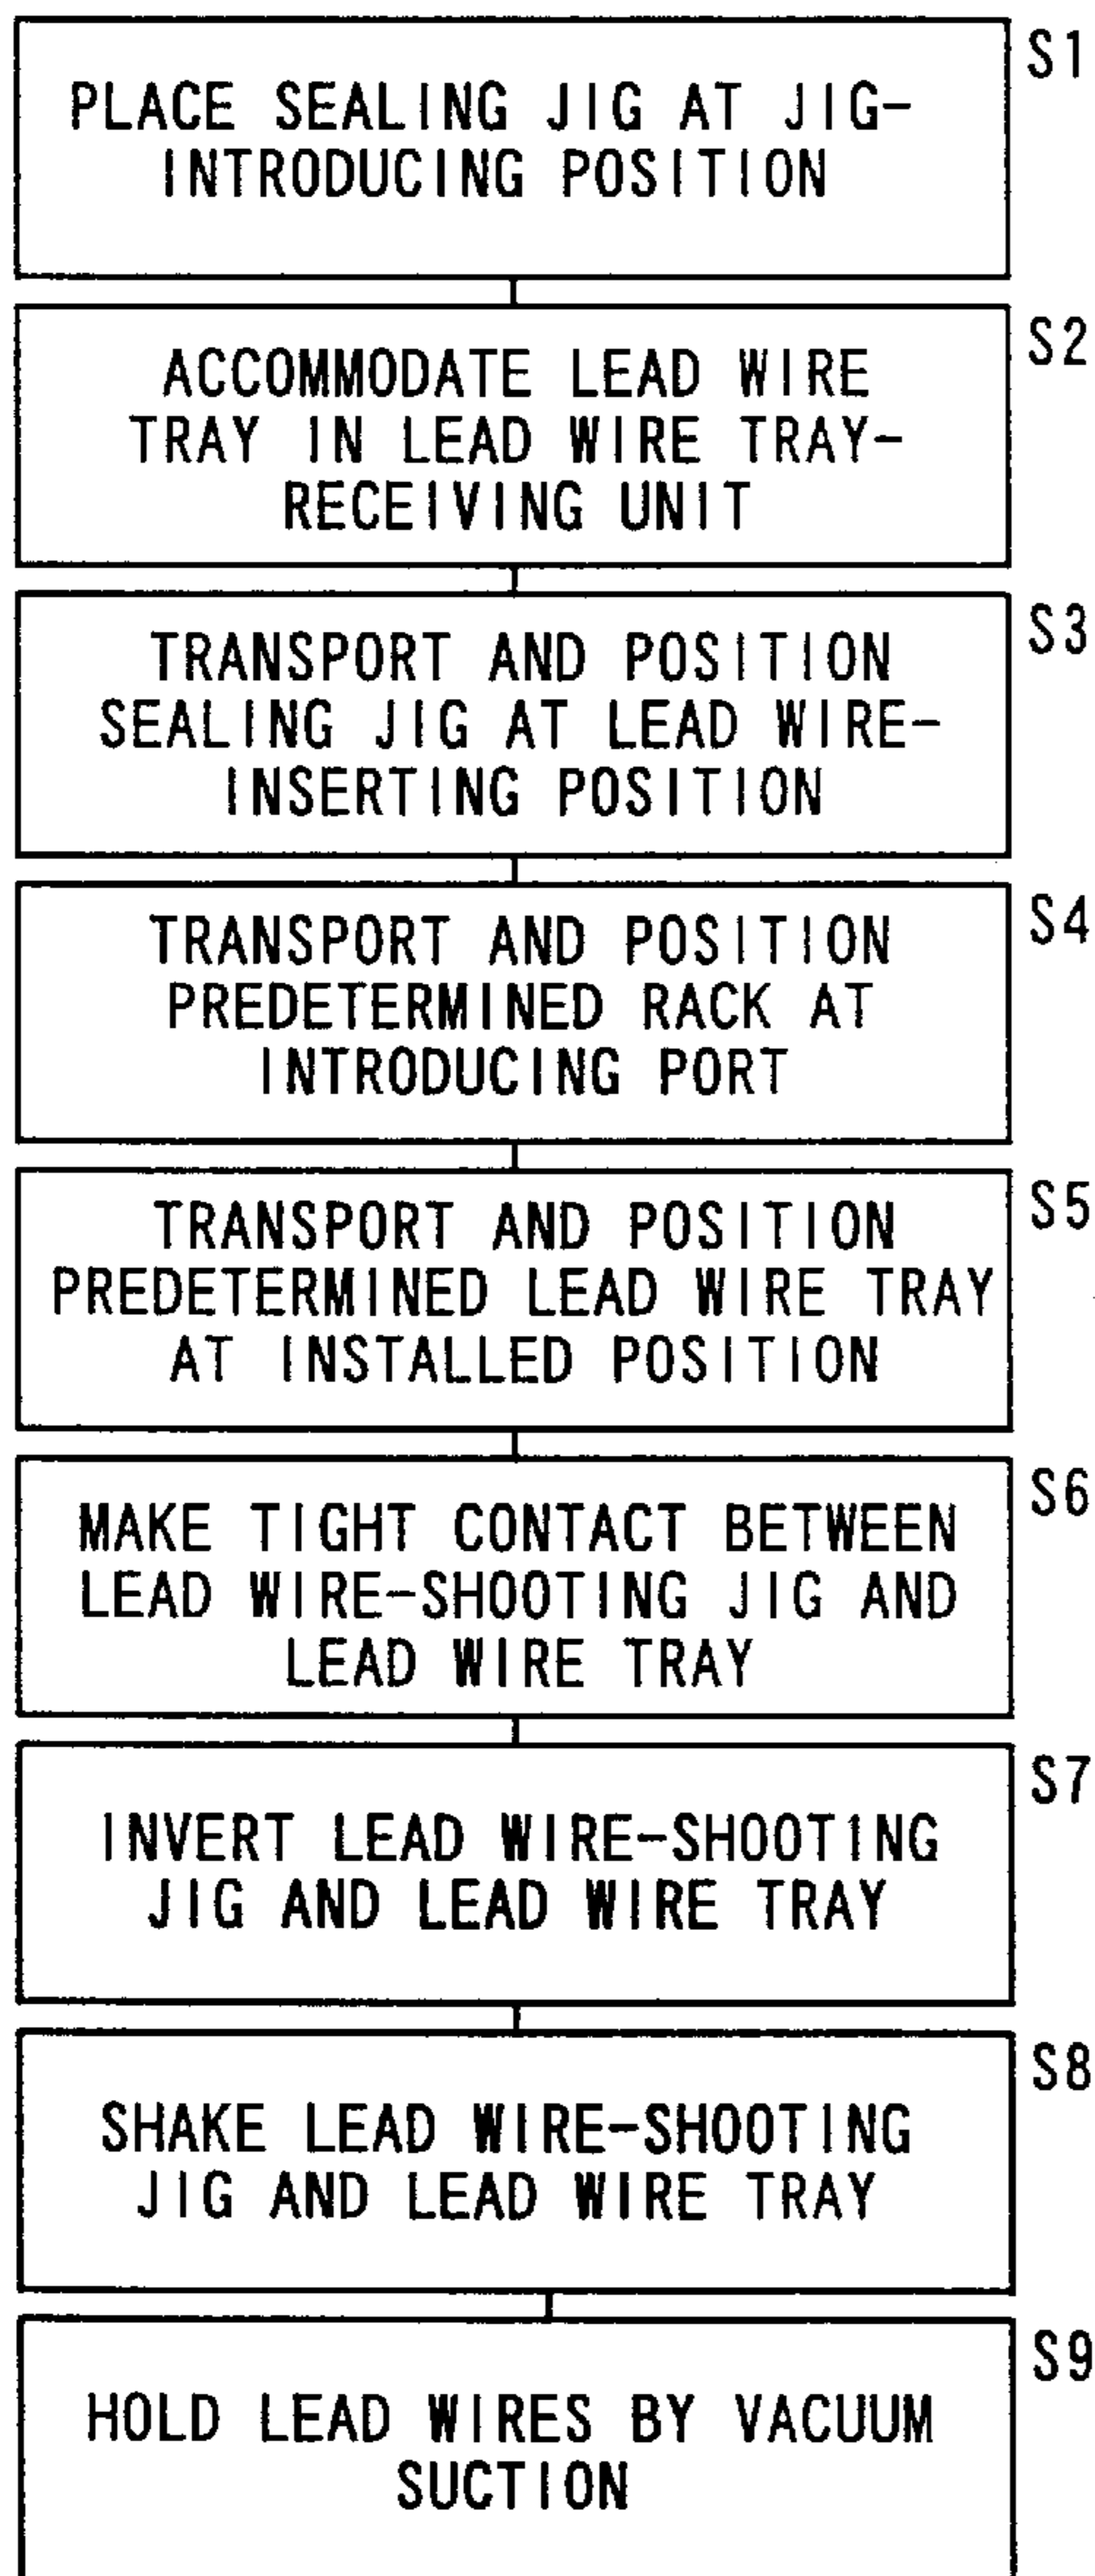 S1
PLACE SEALING JIG AT JIG-
INTRODUCING POSITION
S2
ACCOMMODATE LEAD WIRE
TRAY IN LEAD WIRE TRAY-
RECEIVING UNIT
S3
TRANSPORT AND POSITION
SEALING JIG AT LEAD WIRE-
INSERTING POSITION
S4
TRANSPORT AND POSITION
PREDETERMINED RACK AT
INTRODUCING PORT
S5
TRANSPORT AND POSITION
PREDETERMINED LEAD WIRE TRAY
AT INSTALLED POSITION
S6
MAKE TIGHT CONTACT BETWEEN
LEAD WIRE-SHOOTING JIG AND
LEAD WIRE TRAY
S7
INVERT LEAD WIRE-SHOOTING
JIG AND LEAD WIRE TRAY
S8
SHAKE LEAD WIRE-SHOOTING
JIG AND LEAD WIRE TRAY
S9
HOLD LEAD WIRES BY VACUUM
SUCTION